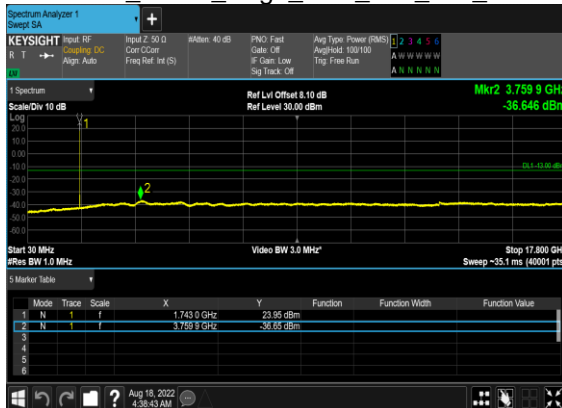 Spectrum Analyzer 1
Swept SA
+
KEYSIGHT Input: RF Input Z: 50 Ω #Atten: 40 dB PNO: Fast Avg Type: Power (RMS) 1 2 3 4 5 6
R T Coupling: DC Corr CCorr Gate: Off Avg|Hold: 100/100 A W W W W W
Align: Auto Freq Ref: Int (S) IF Gain: Low Trig: Free Run
Sig Track: Off A N N N N N
1 Spectrum Ref Lvl Offset 8.10 dB Mkr2 3.759 9 GHz
Scale/Div 10 dB Ref Level 30.00 dBm -36.646 dBm
Log
1
20.0
10.0
0.00
-10.0 DL1 -13.00 dBm
-20.0
-30.0 2
-40.0
-50.0
-60.0
Start 30 MHz Video BW 3.0 MHz* Stop 17.800 GHz
#Res BW 1.0 MHz Sweep ~35.1 ms (40001 pts)
5 Marker Table
Mode Trace Scale X Y Function Function Width Function Value
1 N 1 f 1.743 0 GHz 23.95 dBm
2 N 1 f 3.759 9 GHz -36.65 dBm
3
4
5
6
? Aug 18, 2022
4:38:43 AM